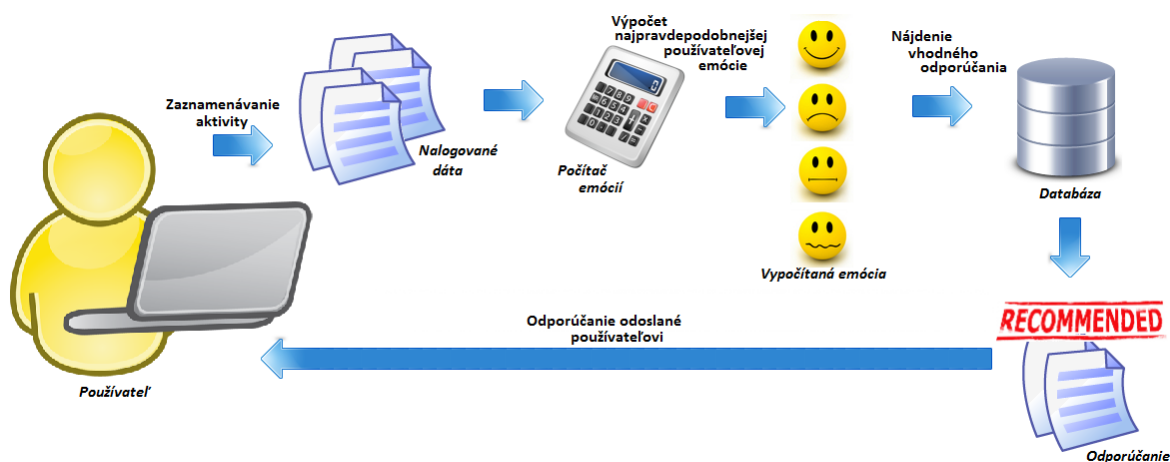 Zaznamenávanie
aktivity
Nalogované
dáta
Počítač
emócií
Výpočet
najpravdepodobnejšej
používateľovej
emócie
Vypočítaná emócia
Nájdenie
vhodného
odporúčania
Databáza
RECOMMENDED
Odporúčanie
Odporúčanie odoslané
používateľovi
Používateľ